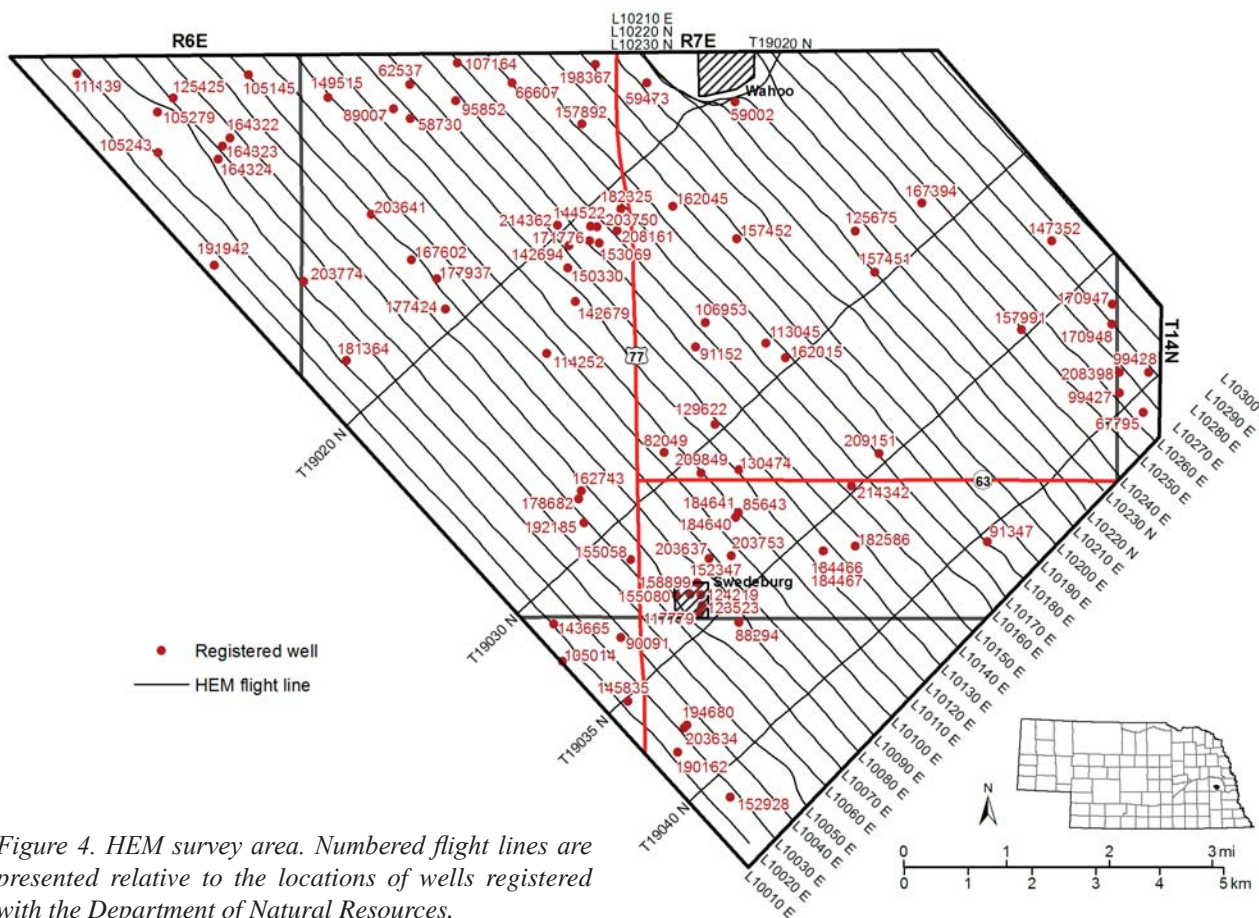 L10210 E
L10220 N
L10230 N
R6E
R7E
T19020 N
111139
125425
105145
149515
62537
107164
66607
198367
59473
Wahoo
105279
89007
58730
95852
157892
59002
105243
164322
164323
164324
203641
182325
162045
167394
214362
144522
203750
208161
157452
125675
147352
171776
153069
142694
191942
167602
177937
150330
157451
203774
177424
142679
106953
170947
157991
113045
170948
181364
114252
77
91152
162015
99428
T14N
208398
99427
67795
129622
T19020 N
82049
209849
130474
209151
162743
63
178682
184641
85643
214342
192185
184640
155058
203637
203753
182586
91347
152347
184466
184467
158899
Swedeburg
155080
124219
123523
117779
88294
T19030 N
143665
90091
105014
145835
194680
203634
T19035 N
190162
152928
T19040 N
L10300 E
L10290 E
L10280 E
L10270 E
L10260 E
L10250 E
L10240 E
L10230 N
L10220 N
L10210 E
L10200 E
L10190 E
L10180 E
L10170 E
L10160 E
L10150 E
L10140 E
L10130 E
L10120 E
L10110 E
L10100 E
L10090 E
L10080 E
L10070 E
L10060 E
L10050 E
L10040 E
L10030 E
L10020 E
L10010 E
Registered well
HEM flight line
N
0 1 2 3 mi
0 1 2 3 4 5 km
Figure 4. HEM survey area. Numbered flight lines are
presented relative to the locations of wells registered
with the Department of Natural Resources.